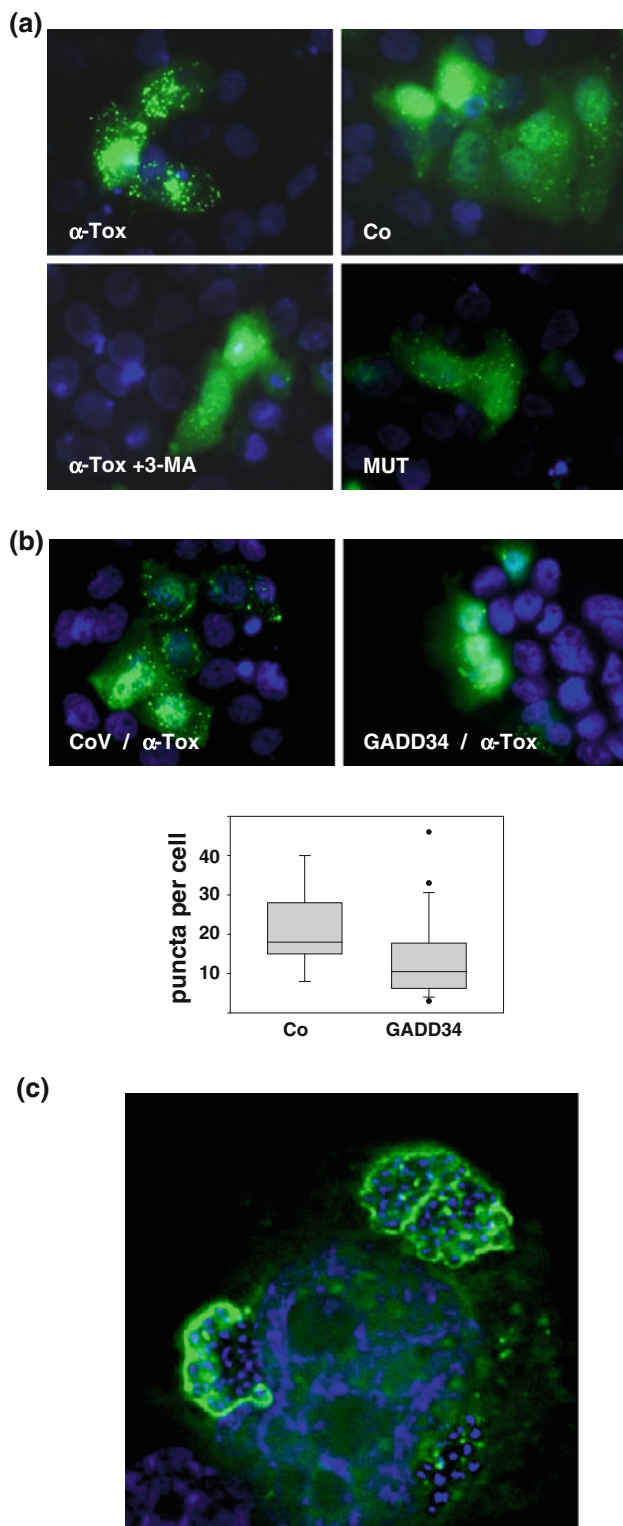 (a)
α-Tox
Co
α-Tox +3-MA
MUT
(b)
CoV / α-Tox
GADD34 / α-Tox
puncta per cell
40
30
20
10
Co
GADD34
(c)